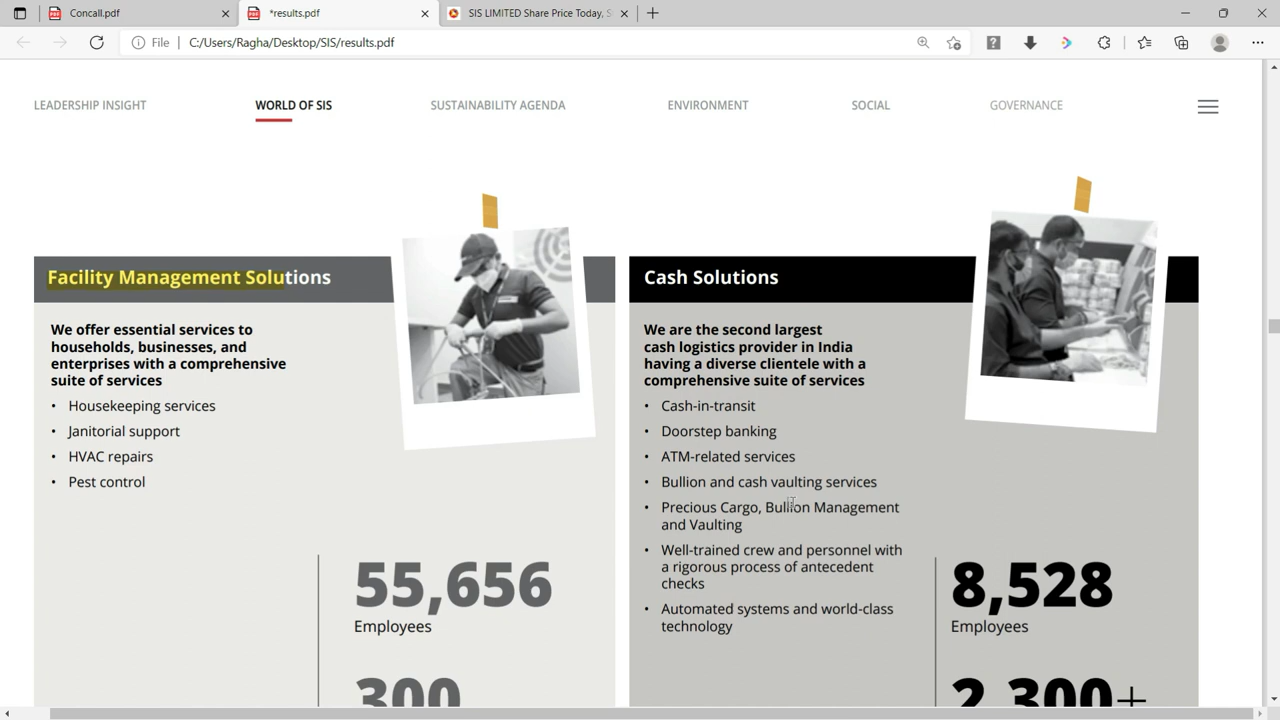 Concall.pdf
*results.pdf
SIS LIMITED Share Price Today, S
File
C:/Users/Ragha/Desktop/SIS/results.pdf
LEADERSHIP INSIGHT
WORLD OF SIS
SUSTAINABILITY AGENDA
ENVIRONMENT
SOCIAL
GOVERNANCE
Facility Management Solutions
We offer essential services to
households, businesses, and
enterprises with a comprehensive
suite of services
• Housekeeping services
• Janitorial support
• HVAC repairs
• Pest control
55,656
Employees
300
Cash Solutions
We are the second largest
cash logistics provider in India
having a diverse clientele with a
comprehensive suite of services
• Cash-in-transit
• Doorstep banking
• ATM-related services
• Bullion and cash vaulting services
• Precious Cargo, Bullion Management
and Vaulting
• Well-trained crew and personnel with
a rigorous process of antecedent
checks
• Automated systems and world-class
technology
8,528
Employees
2,300+